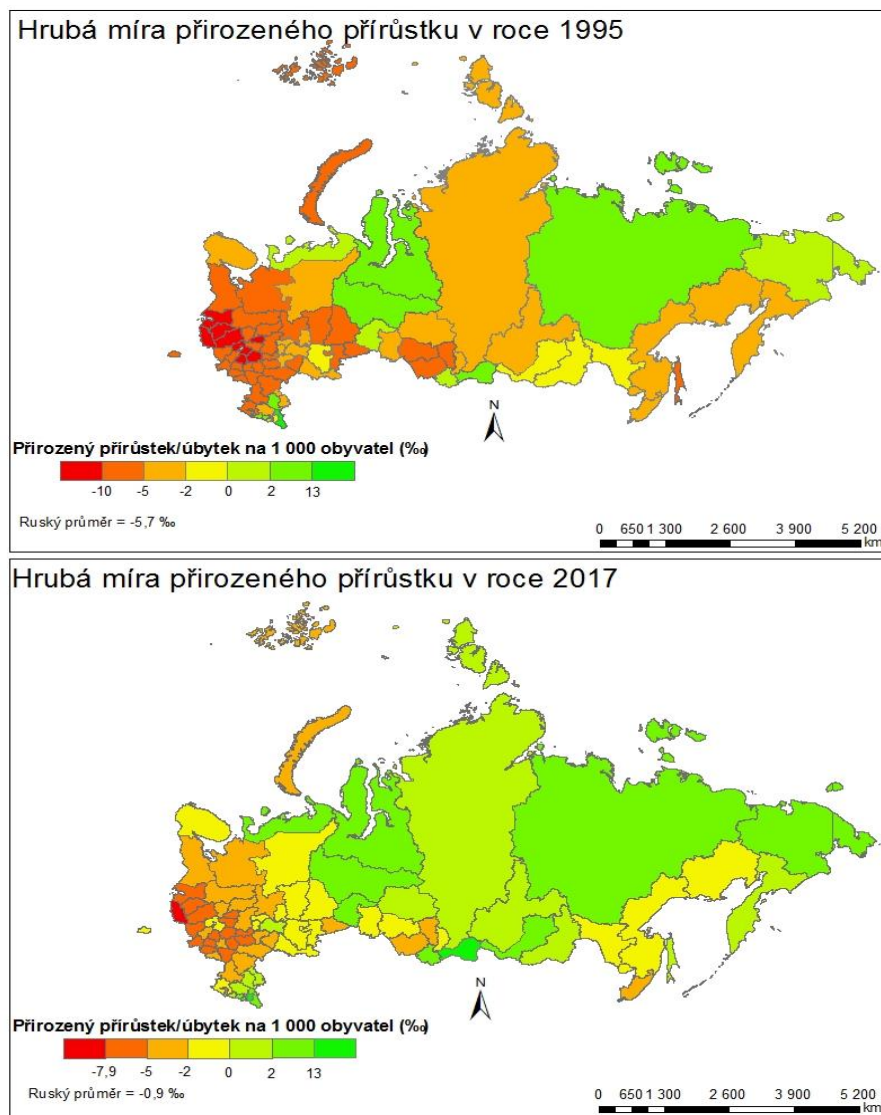 Hrubá míra přirozeného přírůstku v roce 1995
N
Přirozený přírůstek/úbytek na 1 000 obyvatel (‰)
-10 -5 -2 0 2 13
Ruský průměr = -5,7 ‰
0 650 1 300 2 600 3 900 5 200
km
Hrubá míra přirozeného přírůstku v roce 2017
N
Přirozený přírůstek/úbytek na 1 000 obyvatel (‰)
-7,9 -5 -2 0 2 13
Ruský průměr = -0,9 ‰
0 650 1 300 2 600 3 900 5 200
km